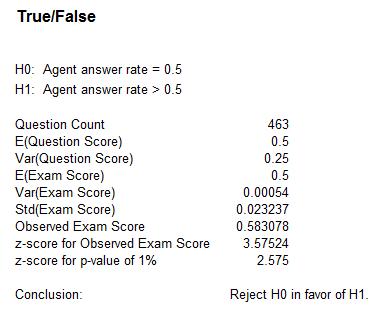 True/False
H0: Agent answer rate = 0.5
H1: Agent answer rate > 0.5
Question Count 463
E(Question Score) 0.5
Var(Question Score) 0.25
E(Exam Score) 0.5
Var(Exam Score) 0.00054
Std(Exam Score) 0.023237
Observed Exam Score 0.583078
z-score for Observed Exam Score 3.57524
z-score for p-value of 1% 2.575
Conclusion: Reject H0 in favor of H1.